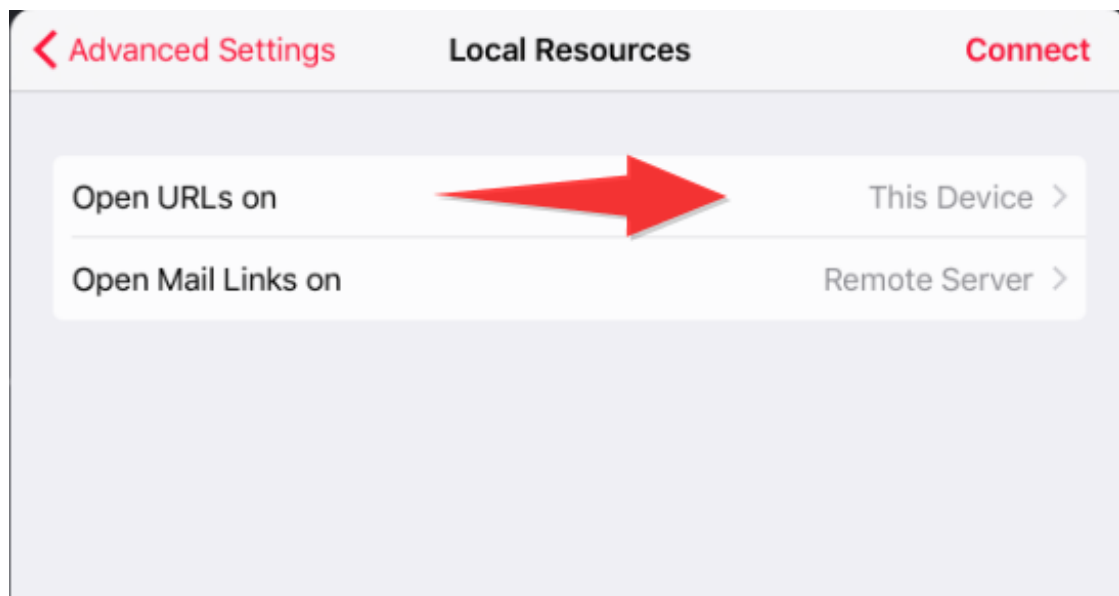 Advanced Settings Local Resources Connect
Open URLs on This Device
Open Mail Links on Remote Server